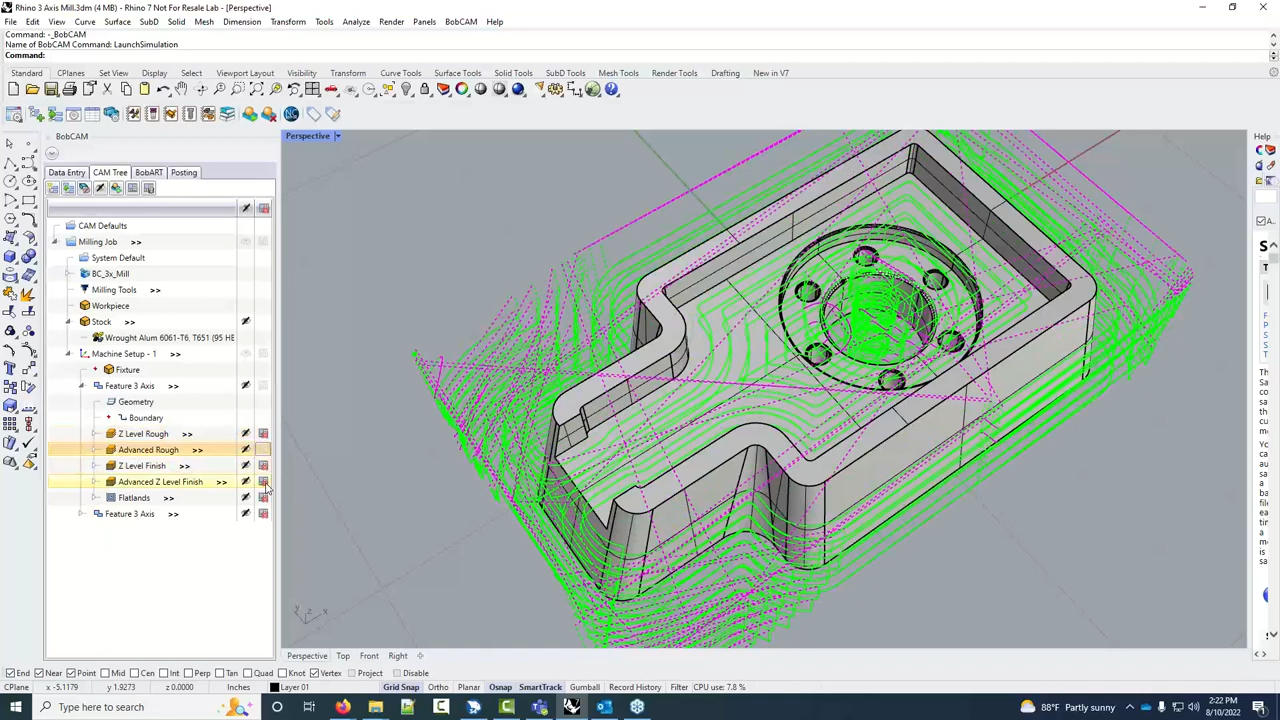 Rhino 3 Axis Mill.3dm (4 MB) - Rhino 7 Not For Resale Lab - [Perspective]
File Edit View Curve Surface SubD Solid Mesh Dimension Transform Tools Analyze Render Panels BobCAM Help
Command: -_BobCAM
Name of BobCAM Command: LaunchSimulation
Command:
Standard CPlanes Set View Display Select Viewport Layout Visibility Transform Curve Tools Surface Tools Solid Tools SubD Tools Mesh Tools Render Tools Drafting New in V7
BobCAM
Perspective
Help
Data Entry CAM Tree BobART Posting
CAM Defaults
Milling Job >>
System Default
BC_3x_Mill
Milling Tools >>
Workpiece
Stock >>
Wrought Alum 6061-T6, T651 (95 HE
Machine Setup - 1 >>
Fixture
Feature 3 Axis >>
Geometry
Boundary
Z Level Rough >>
Advanced Rough >>
Z Level Finish >>
Advanced Z Level Finish >>
Flatlands >>
Feature 3 Axis >>
z x
Perspective Top Front Right
End Near Point Mid Cen Int Perp Tan Quad Knot Vertex Project Disable
CPlane x -5.1179 y 1.9273 z 0.0000 Inches Layer 01 Grid Snap Ortho Planar Osnap SmartTrack Gumball Record History Filter CPU use: 7.8 %
Type here to search
88°F Partly sunny
2:22 PM
8/10/2022